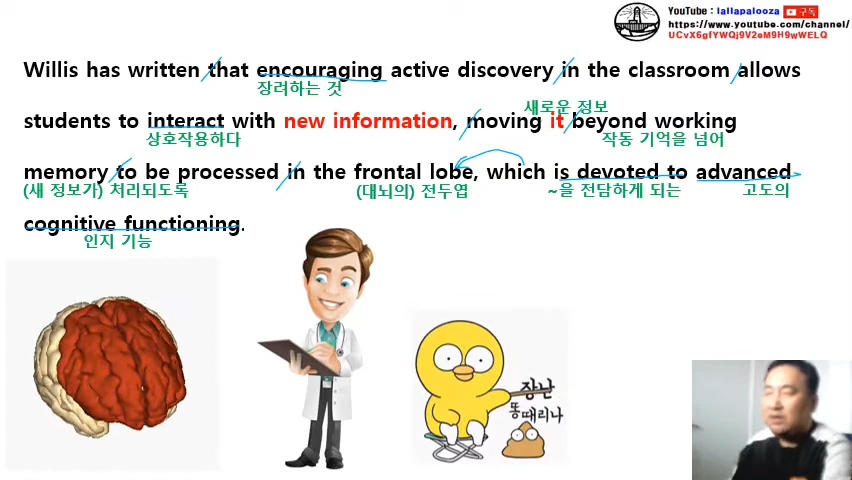 YouTube : lallapalooza 구독
https://www.youtube.com/channel/
UCvX6gfYWQj9V2eM9H9wWELQ
Willis has written that encouraging active discovery in the classroom allows
장려하는 것
새로운 정보
students to interact with new information, moving it beyond working
상호작용하다 작동 기억을 넘어
memory to be processed in the frontal lobe, which is devoted to advanced
(새 정보가) 처리되도록 (대뇌의) 전두엽 ~을 전담하게 되는 고도의
cognitive functioning.
인지 기능
장난
똥때리나